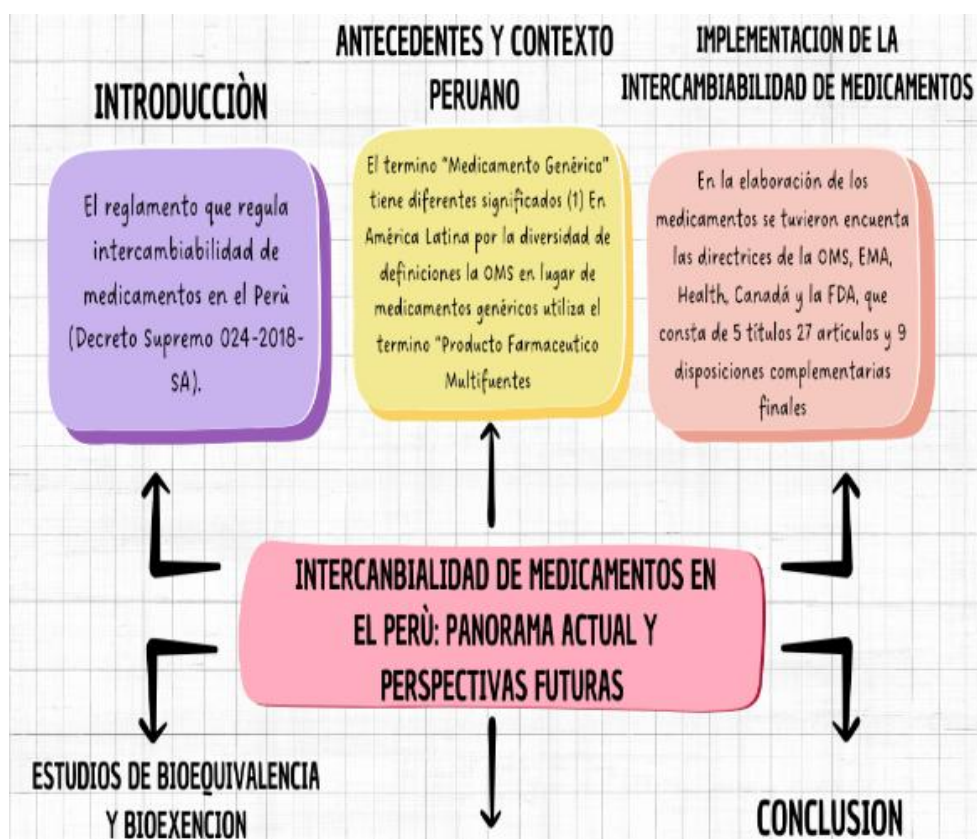 INTRODUCCIÒN
El reglamento que regula
intercambiabilidad de
medicamentos en el Perù
(Decreto Supremo 024-2018-
SA).
ANTECEDENTES Y CONTEXTO
PERUANO
El termino "Medicamento Genérico"
tiene diferentes significados (1) En
América Latina por la diversidad de
definiciones la OMS en lugar de
medicamentos genéricos utiliza el
termino "Producto Farmaceutico
Multifuentes
IMPLEMENTACION DE LA
INTERCAMBIABILIDAD DE MEDICAMENTOS
En la elaboración de los
medicamentos se tuvieron encuenta
las directrices de la OMS, EMA,
Health, Canadá y la FDA, que
consta de 5 títulos 27 artículos y 9
disposiciones complementarias
finales
INTERCANBIALIDAD DE MEDICAMENTOS EN
EL PERÙ: PANORAMA ACTUAL Y
PERSPECTIVAS FUTURAS
ESTUDIOS DE BIOEQUIVALENCIA
Y BIOEXENCION
CONCLUSION